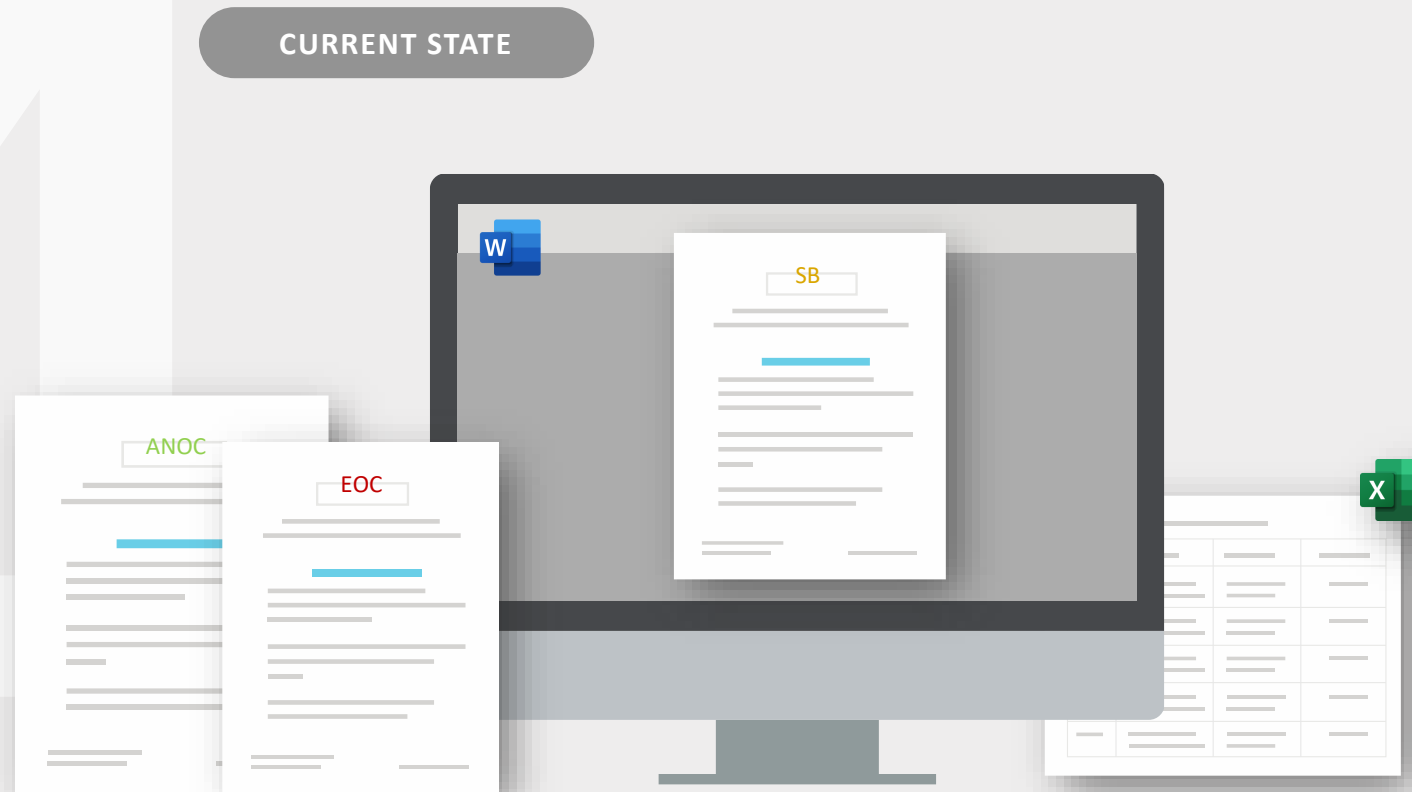 CURRENT STATE
W
SB
ANOC
EOC
X